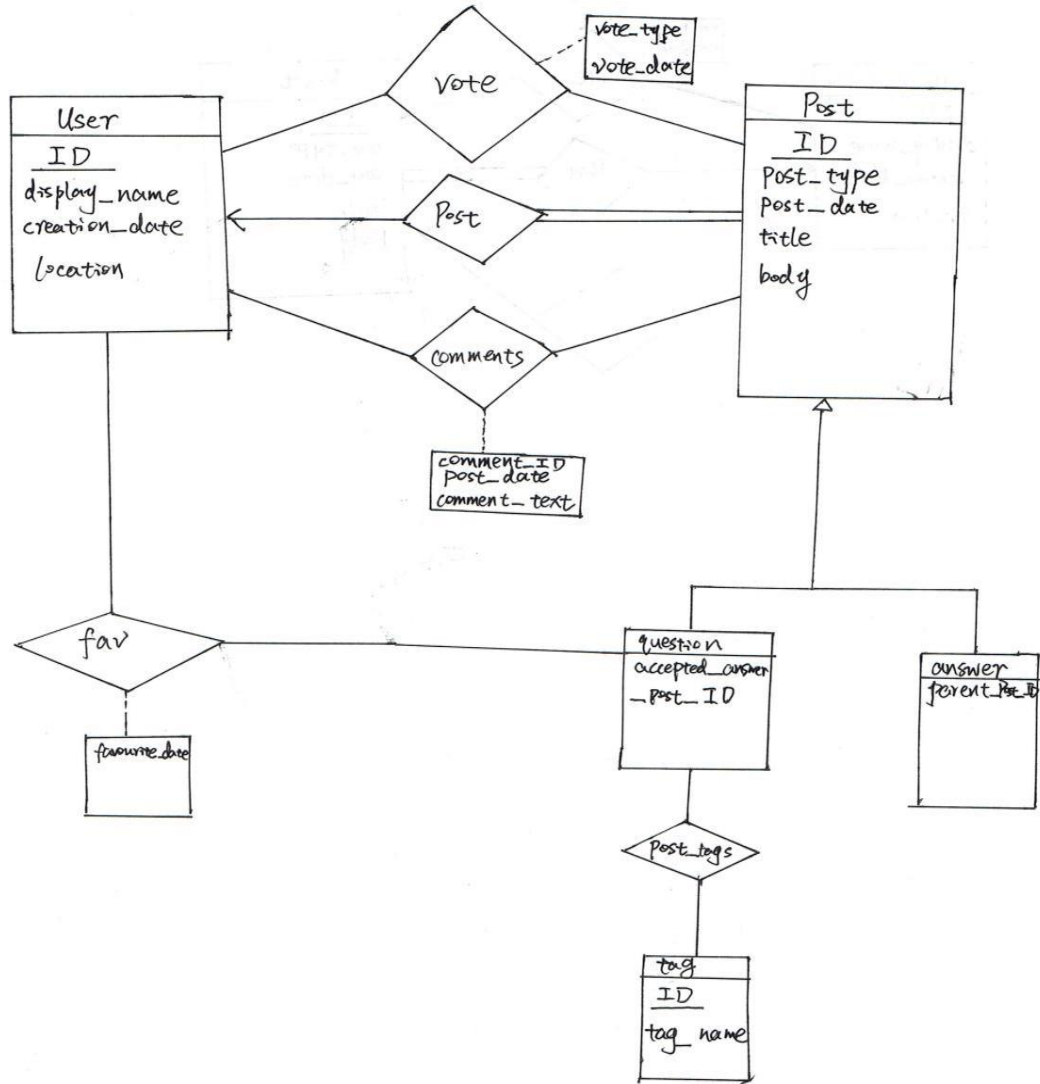 vote_type
vote_date
vote
User
ID
display_name
creation_date
location
Post
ID
Post_type
Post_date
title
body
Post
comments
comment_ID
post_date
comment_text
fav
favourite_date
question
accepted_answer
_post_ID
answer
parent_Post_ID
post_tags
tag
ID
tag_name